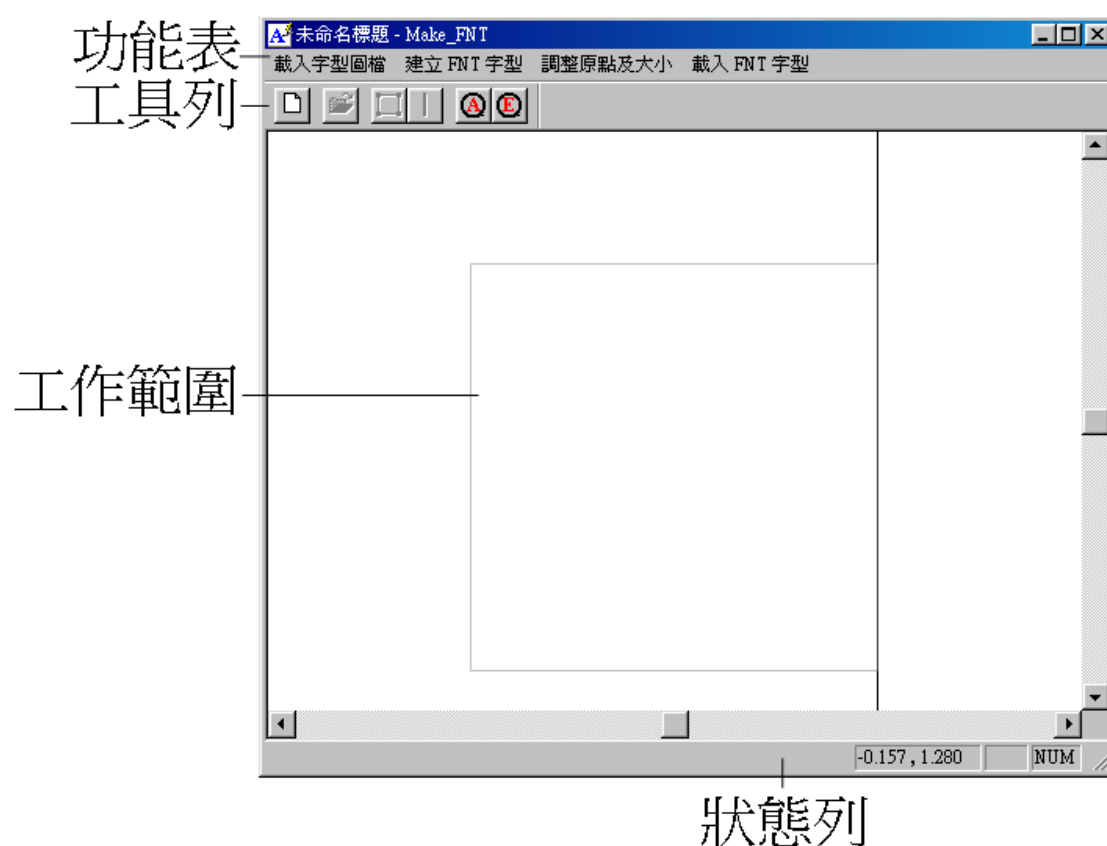 功能表
工具列
工作範圍
未命名標題 - Make_FNT
載入字型圖檔 建立 FNT 字型 調整原點及大小 載入 FNT 字型
A E
-0.157 , 1.280 NUM
狀態列